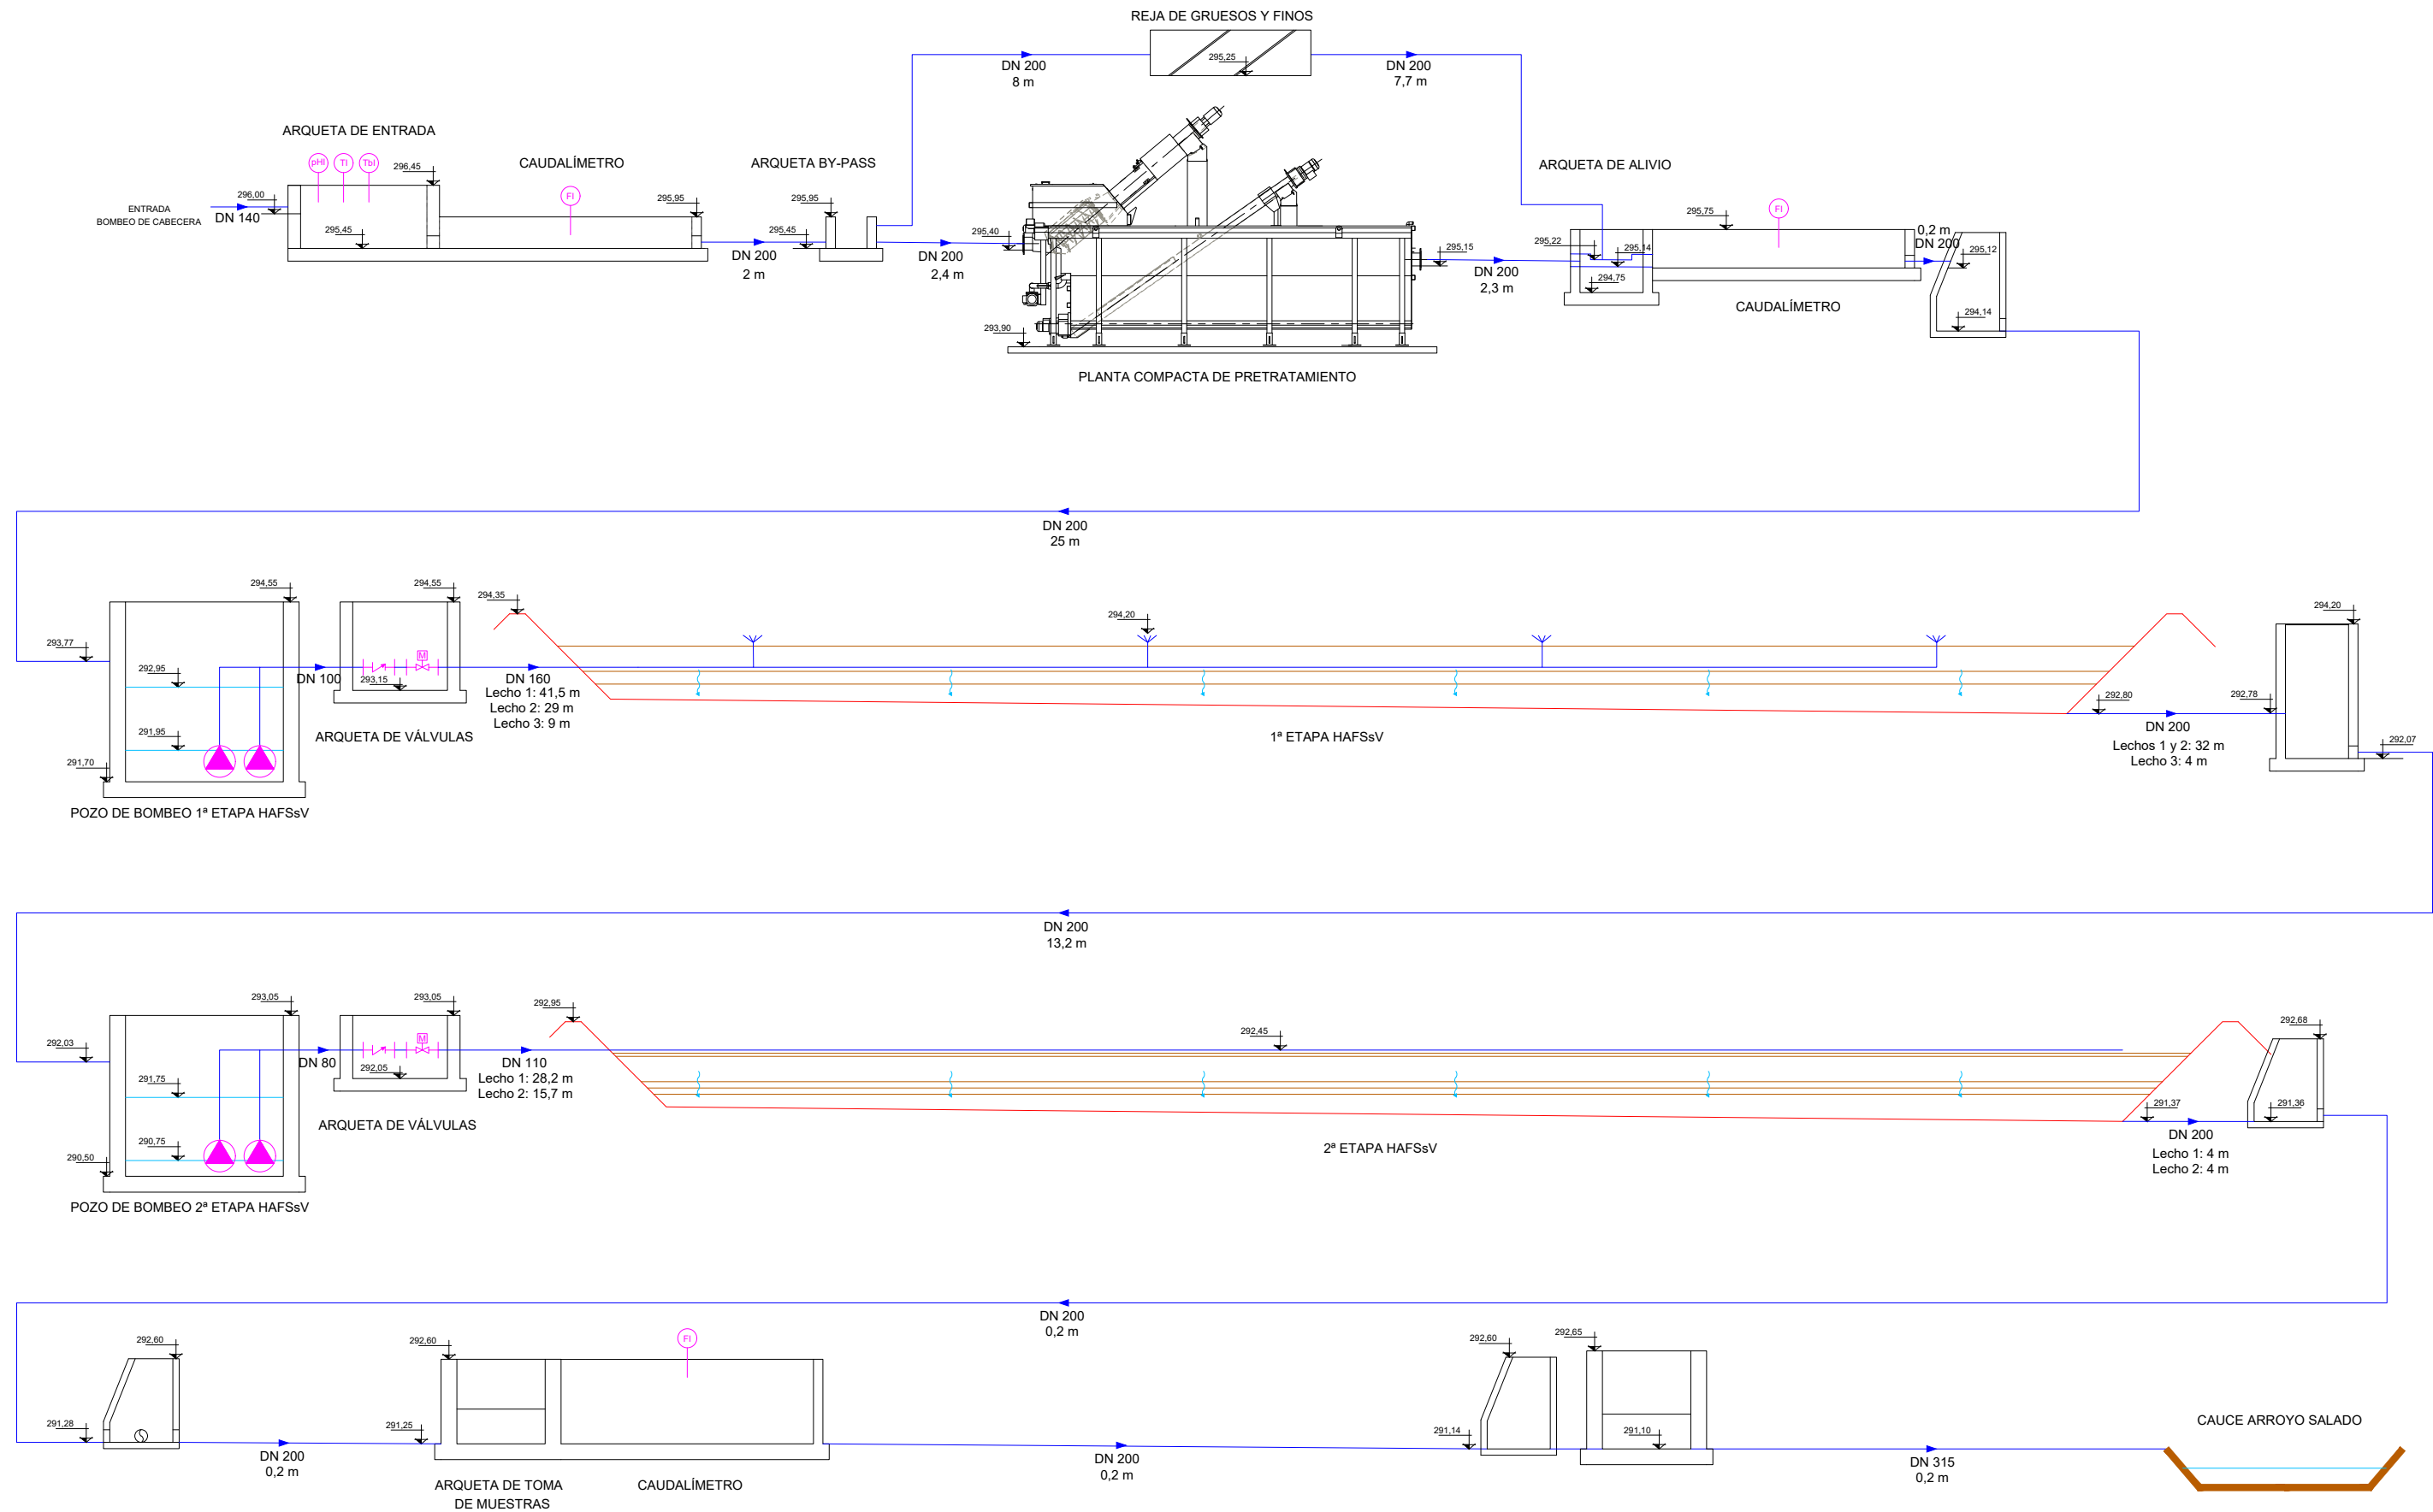 REJA DE GRUESOS Y FINOS
295,25
DN 200
8 m
DN 200
7,7 m
ARQUETA DE ENTRADA
pHI
TI
TbI
296,45
CAUDALÍMETRO
FI
ARQUETA BY-PASS
ARQUETA DE ALIVIO
ENTRADA
BOMBEO DE CABECERA
296,00
DN 140
295,45
295,95
DN 200
2 m
295,95
295,45
DN 200
2,4 m
295,40
293,90
295,15
DN 200
2,3 m
295,22
295,14
294,75
295,75
FI
0,2 m
DN 200
295,12
294,14
CAUDALÍMETRO
PLANTA COMPACTA DE PRETRATAMIENTO
DN 200
25 m
293,77
294,55
292,95
291,95
291,70
POZO DE BOMBEO 1ª ETAPA HAFSsV
DN 100
294,55
M
293,15
ARQUETA DE VÁLVULAS
294,35
DN 160
Lecho 1: 41,5 m
Lecho 2: 29 m
Lecho 3: 9 m
294,20
1ª ETAPA HAFSsV
292,80
292,78
DN 200
Lechos 1 y 2: 32 m
Lecho 3: 4 m
294,20
292,07
DN 200
13,2 m
292,03
293,05
291,75
290,75
290,50
POZO DE BOMBEO 2ª ETAPA HAFSsV
DN 80
293,05
M
292,05
ARQUETA DE VÁLVULAS
292,95
DN 110
Lecho 1: 28,2 m
Lecho 2: 15,7 m
292,45
2ª ETAPA HAFSsV
291,37
DN 200
Lecho 1: 4 m
Lecho 2: 4 m
292,68
291,36
DN 200
0,2 m
292,60
291,28
DN 200
0,2 m
292,60
291,25
FI
ARQUETA DE TOMA
DE MUESTRAS
CAUDALÍMETRO
DN 200
0,2 m
292,60
291,14
292,65
291,10
DN 315
0,2 m
CAUCE ARROYO SALADO